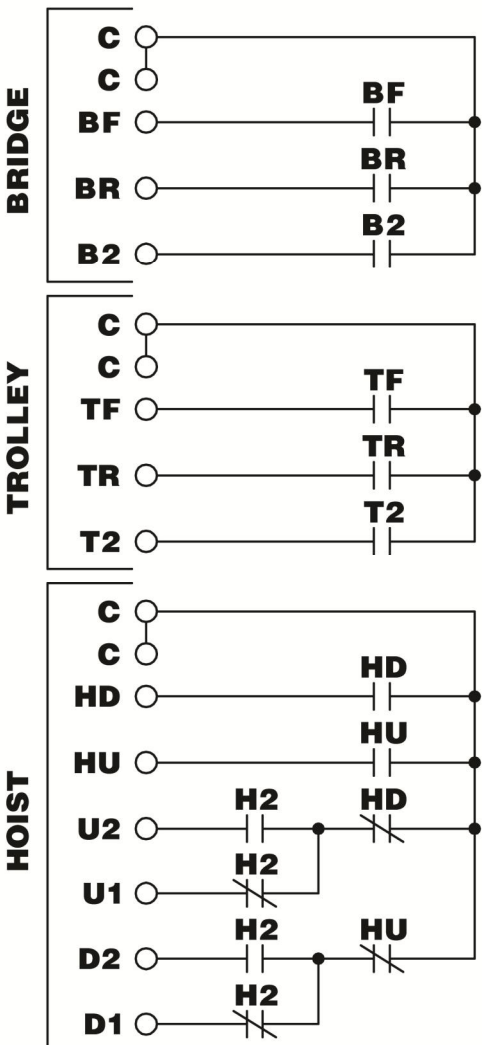 BRIDGE
C
C
BF
BF
BR
BR
B2
B2
TROLLEY
C
C
TF
TF
TR
TR
T2
T2
HOIST
C
C
HD
HD
HU
HU
U2
H2
HD
U1
H2
D2
H2
HU
D1
H2